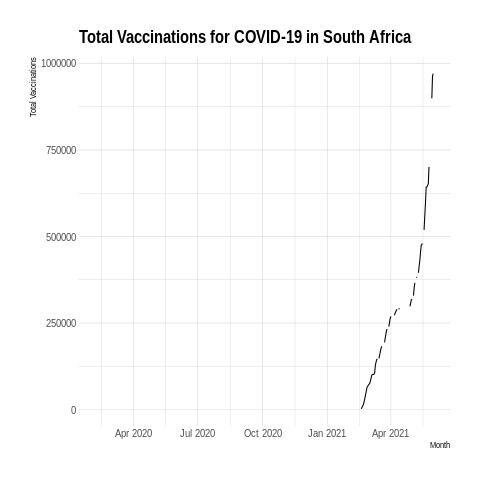 Total Vaccinations for COVID-19 in South Africa
Total Vaccinations
1000000
750000
500000
250000
0
Apr 2020 Jul 2020 Oct 2020 Jan 2021 Apr 2021
Month